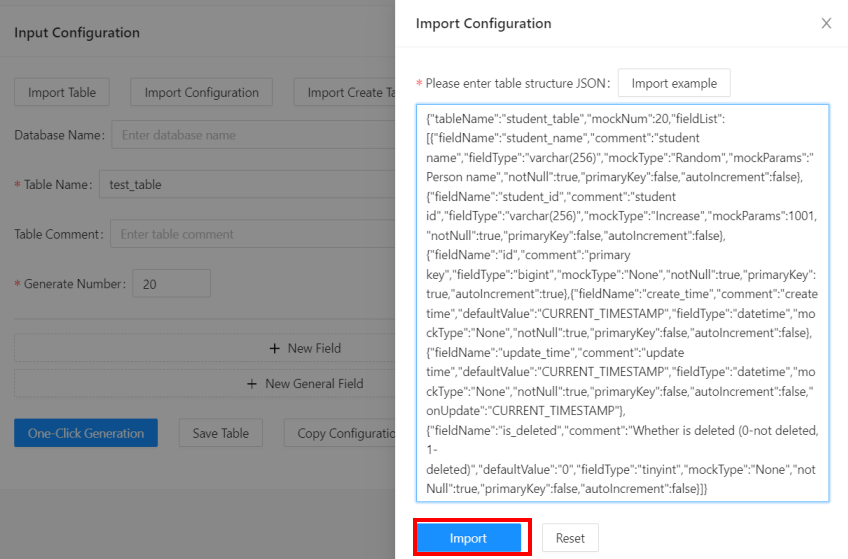 Input Configuration
Import Table
Import Configuration
Import Create Ta
Database Name:
Enter database name
* Table Name:
test_table
Table Comment:
Enter table comment
* Generate Number:
20
+ New Field
+ New General Field
One-Click Generation
Save Table
Copy Configuratio
Import Configuration
* Please enter table structure JSON:
Import example
{"tableName":"student_table","mockNum":20,"fieldList":
[{"fieldName":"student_name","comment":"student
name","fieldType":"varchar(256)","mockType":"Random","mockParams":"
Person name","notNull":true,"primaryKey":false,"autoIncrement":false},
{"fieldName":"student_id","comment":"student
id","fieldType":"varchar(256)","mockType":"Increase","mockParams":1001,
"notNull":true,"primaryKey":false,"autoIncrement":false},
{"fieldName":"id","comment":"primary
key","fieldType":"bigint","mockType":"None","notNull":true,"primaryKey":
true,"autoIncrement":true},{"fieldName":"create_time","comment":"create
time","defaultValue":"CURRENT_TIMESTAMP","fieldType":"datetime","mo
ckType":"None","notNull":true,"primaryKey":false,"autoIncrement":false},
{"fieldName":"update_time","comment":"update
time","defaultValue":"CURRENT_TIMESTAMP","fieldType":"datetime","mo
ckType":"None","notNull":true,"primaryKey":false,"autoIncrement":false,"
onUpdate":"CURRENT_TIMESTAMP"},
{"fieldName":"is_deleted","comment":"Whether is deleted (0-not deleted,
1-
deleted)","defaultValue":"0","fieldType":"tinyint","mockType":"None","not
Null":true,"primaryKey":false,"autoIncrement":false}]}
Import
Reset